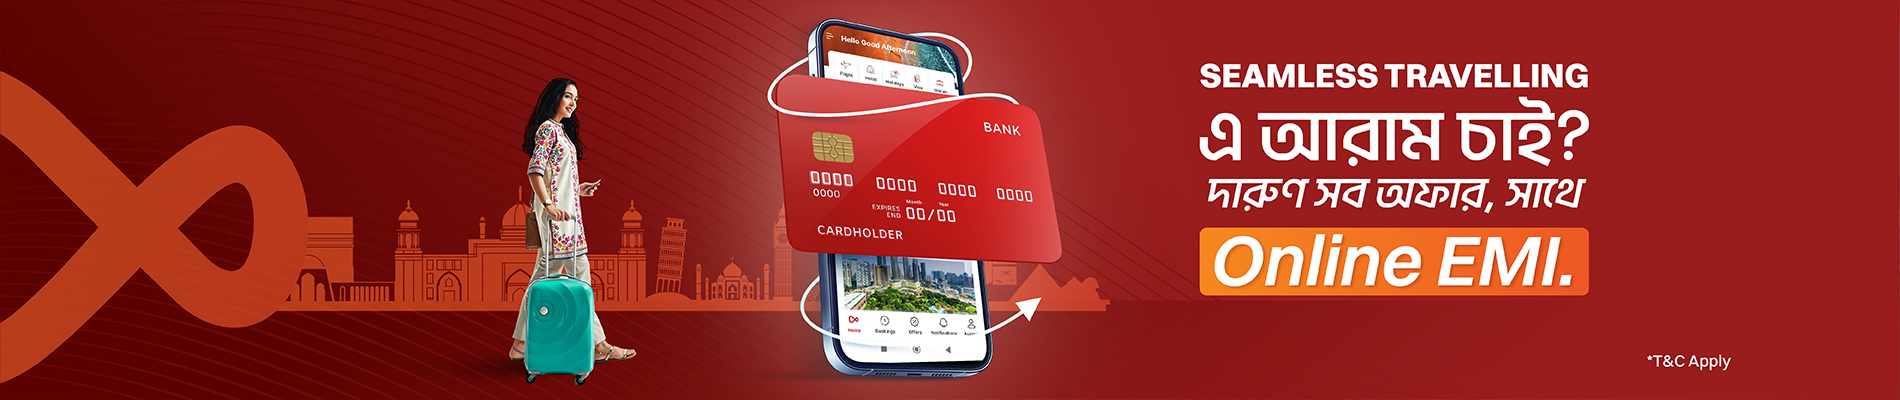 Hello Good Afternoon
Flight
Hotel
Holidays
Visa
BANK
0000 0000 0000 0000
0000
Month Year
EXPIRES
END
00/00
CARDHOLDER
Home
Bookings
Offers
Notifications
SEAMLESS TRAVELLING
এ আরাম চাই?
দারুণ সব অফার, সাথে
Online EMI.
*T&C Apply